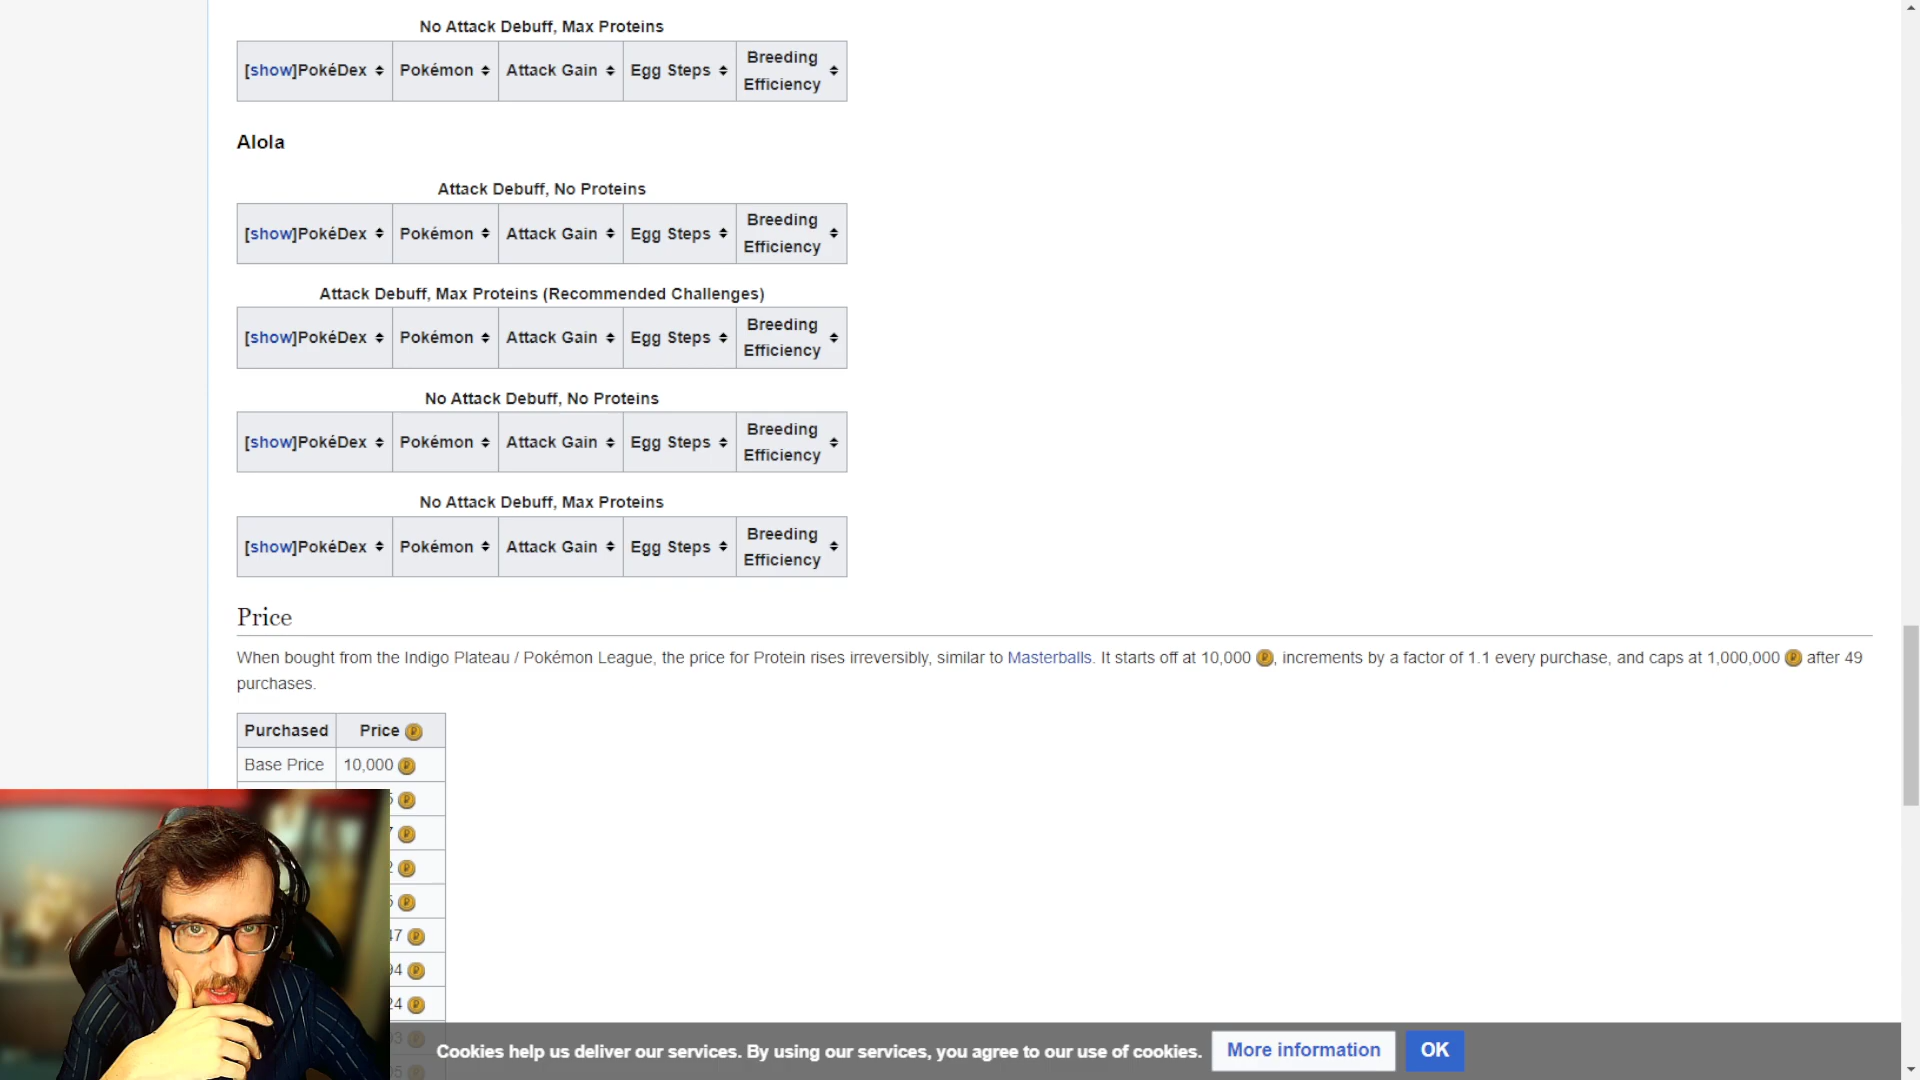 No Attack Debuff, Max Proteins
[show]PokéDex Pokémon Attack Gain Egg Steps Breeding Efficiency
Alola
Attack Debuff, No Proteins
[show]PokéDex Pokémon Attack Gain Egg Steps Breeding Efficiency
Attack Debuff, Max Proteins (Recommended Challenges)
[show]PokéDex Pokémon Attack Gain Egg Steps Breeding Efficiency
No Attack Debuff, No Proteins
[show]PokéDex Pokémon Attack Gain Egg Steps Breeding Efficiency
No Attack Debuff, Max Proteins
[show]PokéDex Pokémon Attack Gain Egg Steps Breeding Efficiency
Price
When bought from the Indigo Plateau / Pokémon League, the price for Protein rises irreversibly, similar to Masterballs. It starts off at 10,000 , increments by a factor of 1.1 every purchase, and caps at 1,000,000 after 49
purchases.
Purchased Price
Base Price 10,000
47
94
24
Cookies help us deliver our services. By using our services, you agree to our use of cookies. More information OK